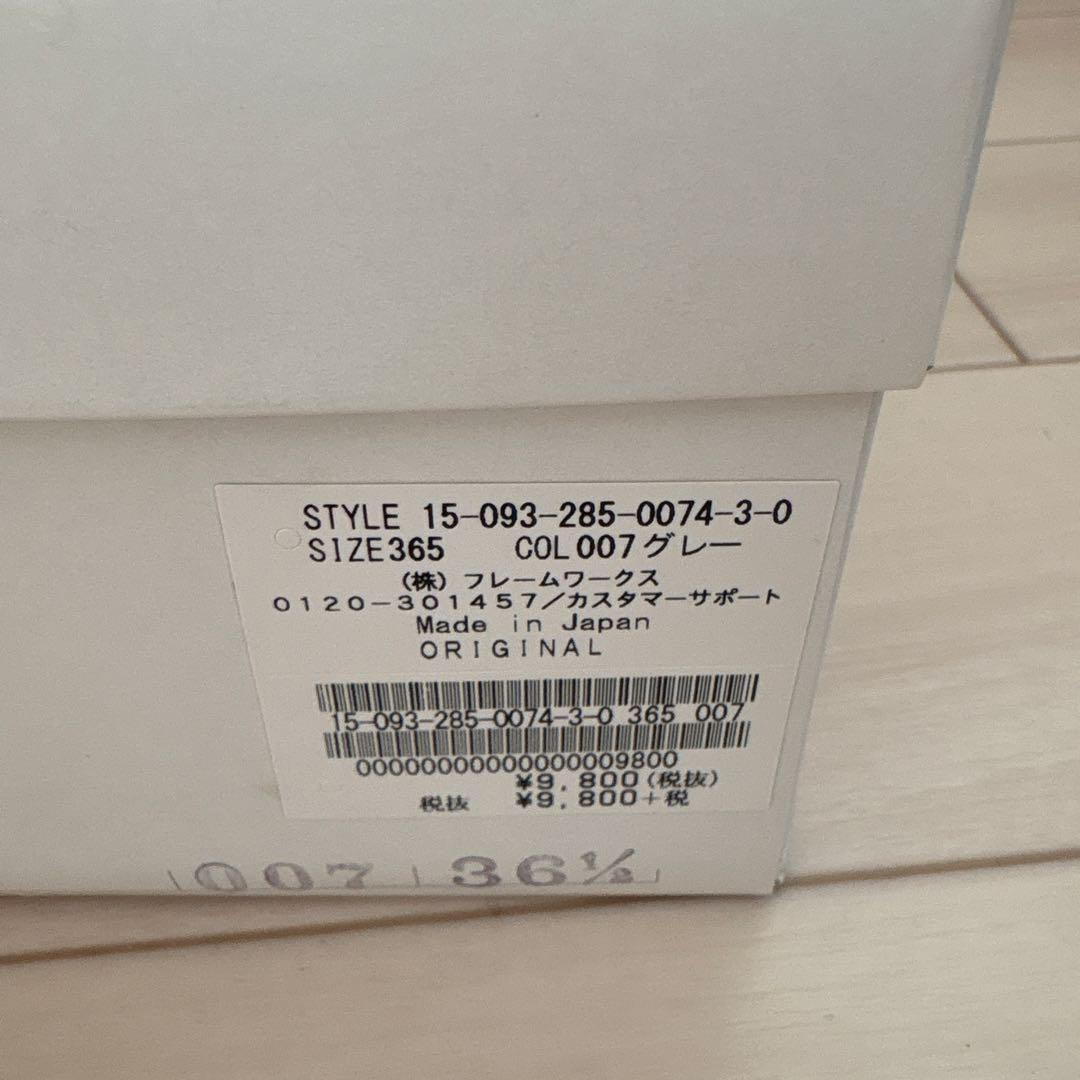 STYLE 15-093-285-0074-3-0
SIZE365 COL007グレー
(株)フレームワークス
0120-301457/カスタマーサポート
Made in Japan
ORIGINAL
15-093-285-0074-3-0 365 007
00000000000000009800
¥9,800(税抜)
税抜 ¥9,800+税
007 36½